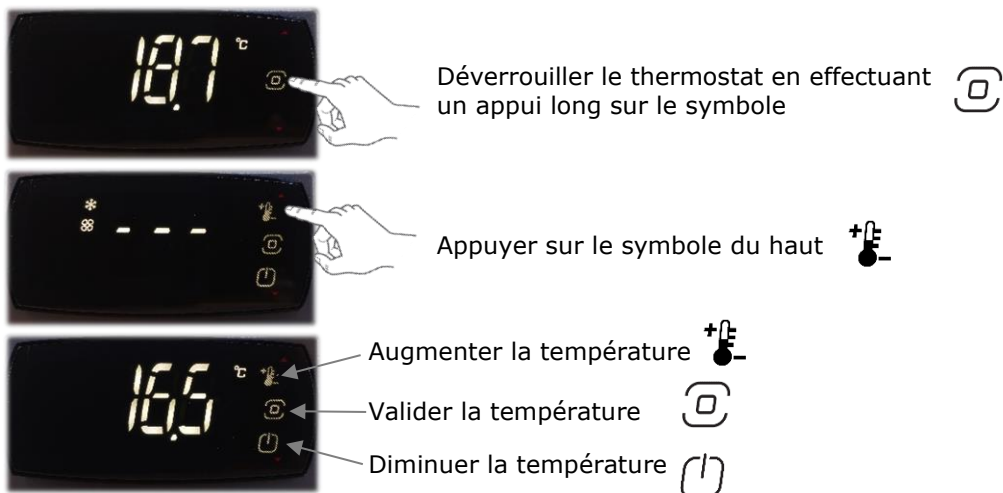 18.7 °C
Déverrouiller le thermostat en effectuant
un appui long sur le symbole
- - -
Appuyer sur le symbole du haut
16.5 °C
Augmenter la température
Valider la température
Diminuer la température